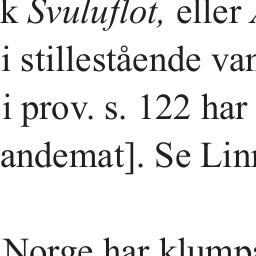 k Svuluflot, eller
i stillestående van
i prov. s. 122 har
andemat]. Se Linn
Norge har klump